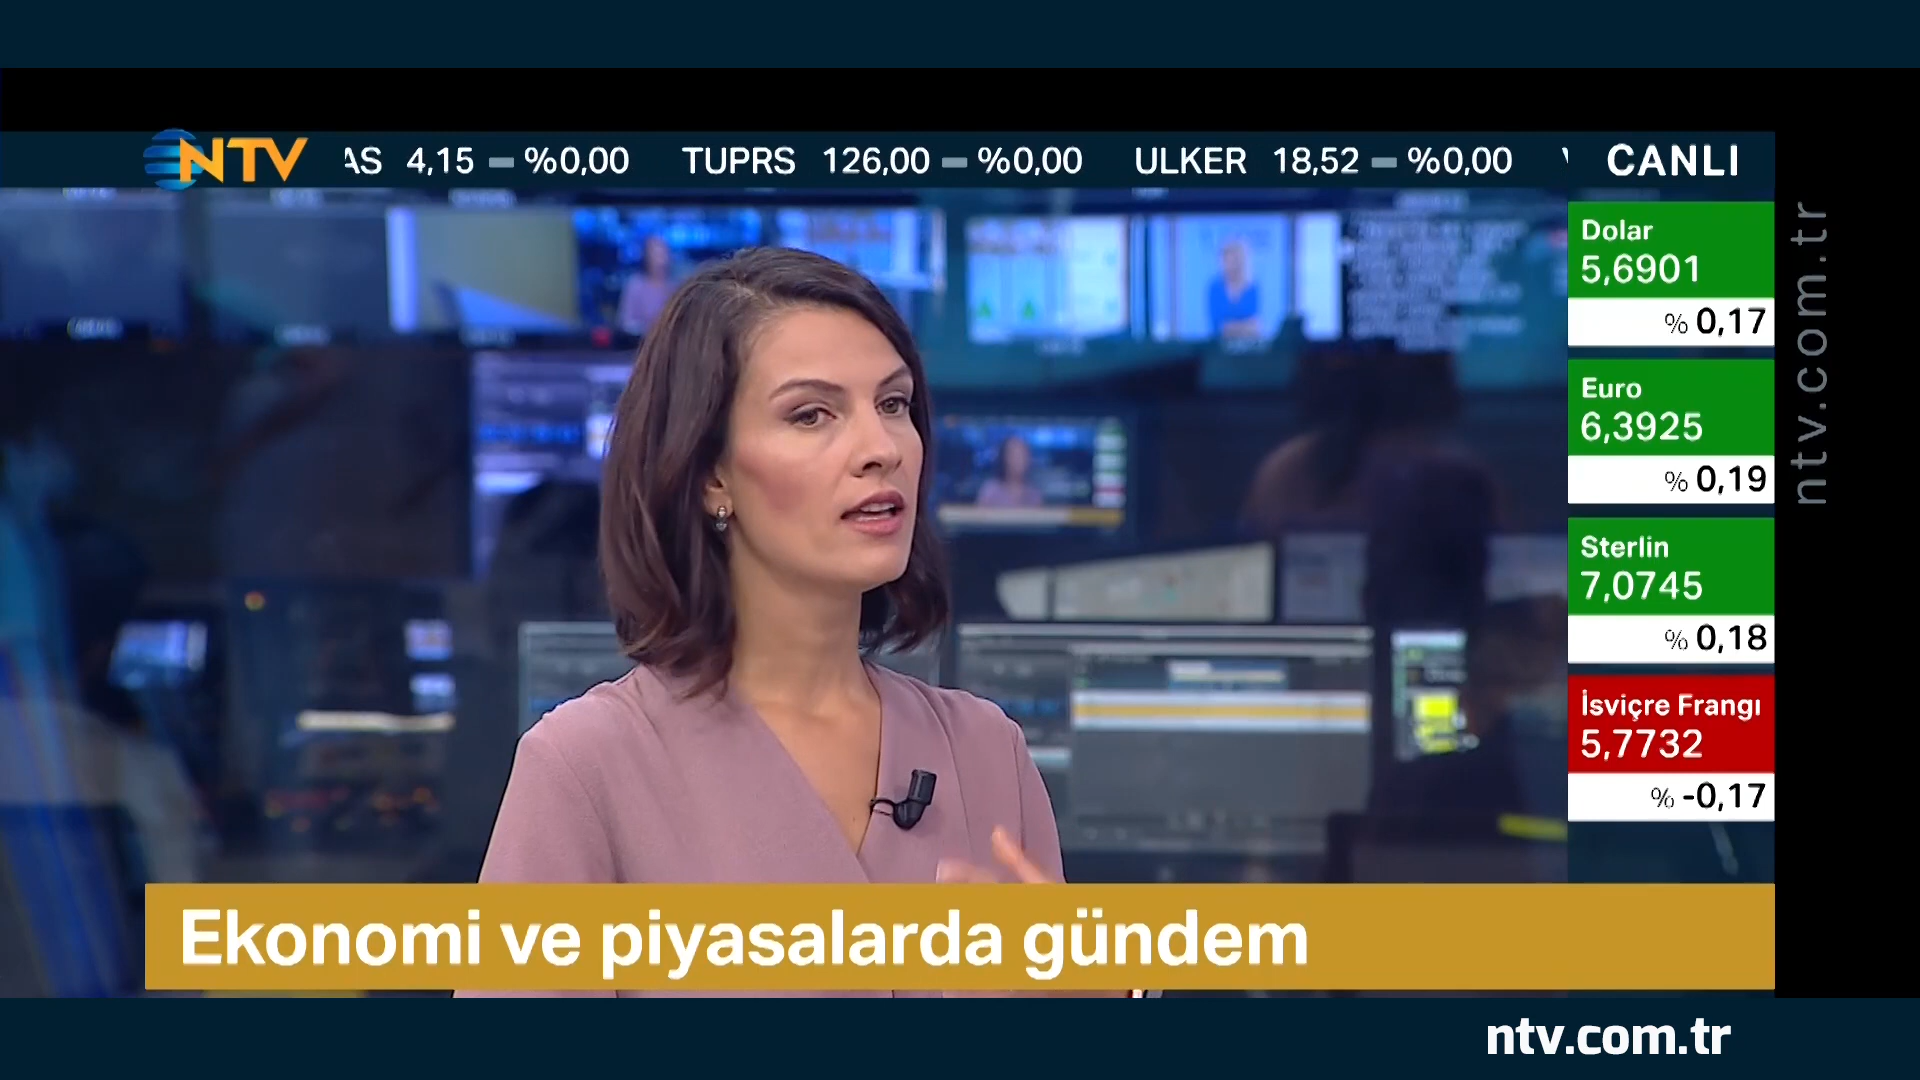 NTV
AS 4,15 %0,00 TUPRS 126,00 %0,00 ULKER 18,52 %0,00
CANLI
Dolar
5,6901
% 0,17
Euro
6,3925
% 0,19
Sterlin
7,0745
% 0,18
İsviçre Frangı
5,7732
% -0,17
ntv.com.tr
Ekonomi ve piyasalarda gündem
ntv.com.tr